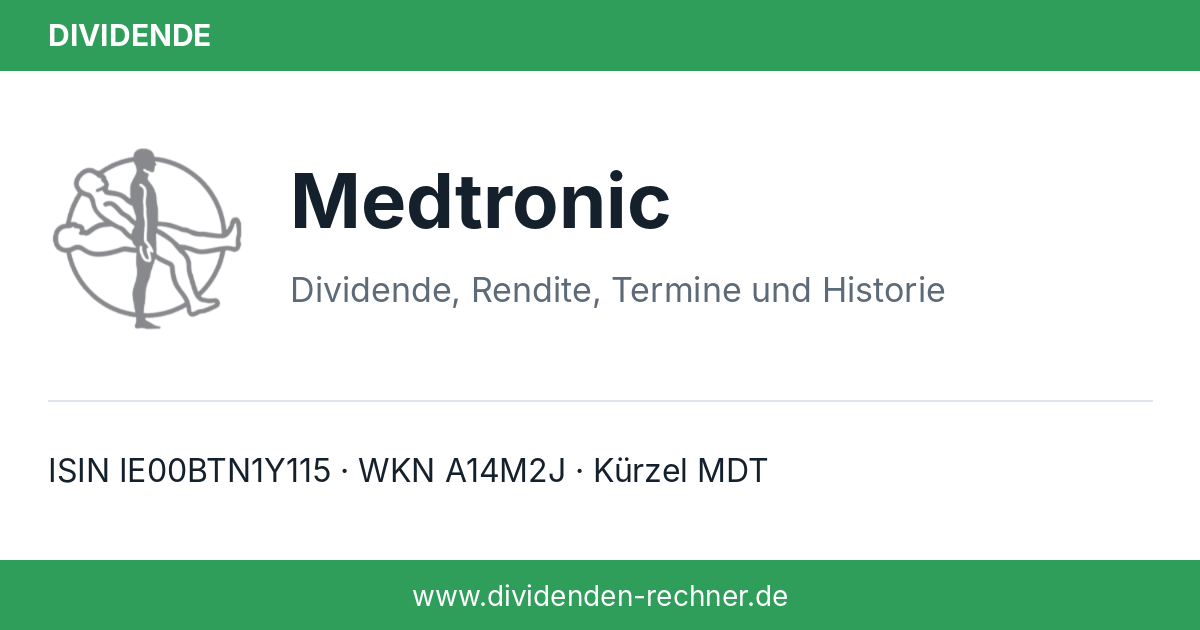 DIVIDENDE
Medtronic
Dividende, Rendite, Termine und Historie
ISIN IE00BTN1Y115 · WKN A14M2J · Kürzel MDT
www.dividenden-rechner.de